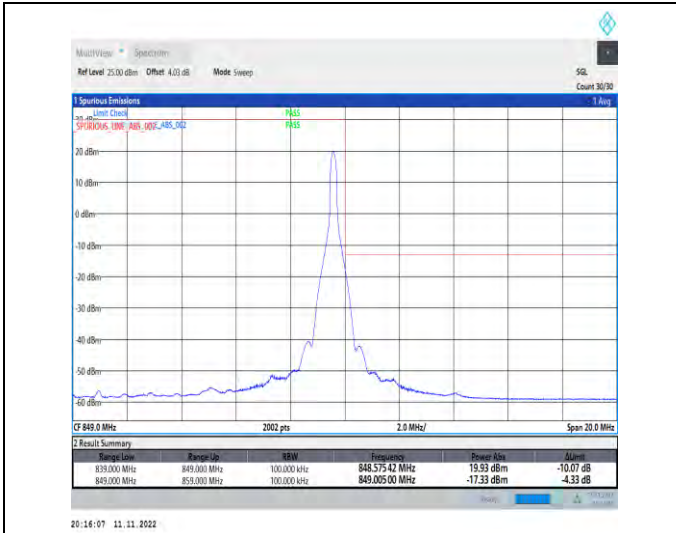 MultiView Spectrum
Ref Level 25.00 dBm Offset 4.03 dB Mode Sweep SGL
Count 30/30
1 Spurious Emissions 1 Avg
Limit Check PASS
30 dBm
SPURIOUS_LINE_ABS_002 PASS
20 dBm
10 dBm
0 dBm
-10 dBm
-20 dBm
-30 dBm
-40 dBm
-50 dBm
-60 dBm
CF 849.0 MHz 2002 pts 2.0 MHz/ Span 20.0 MHz
2 Result Summary
Range Low Range Up RBW Frequency Power Abs ΔLimit
839.000 MHz 849.000 MHz 100.000 kHz 848.57542 MHz 19.93 dBm -10.07 dB
849.000 MHz 859.000 MHz 100.000 kHz 849.00500 MHz -17.33 dBm -4.33 dB
Ready
20:16:07 11.11.2022